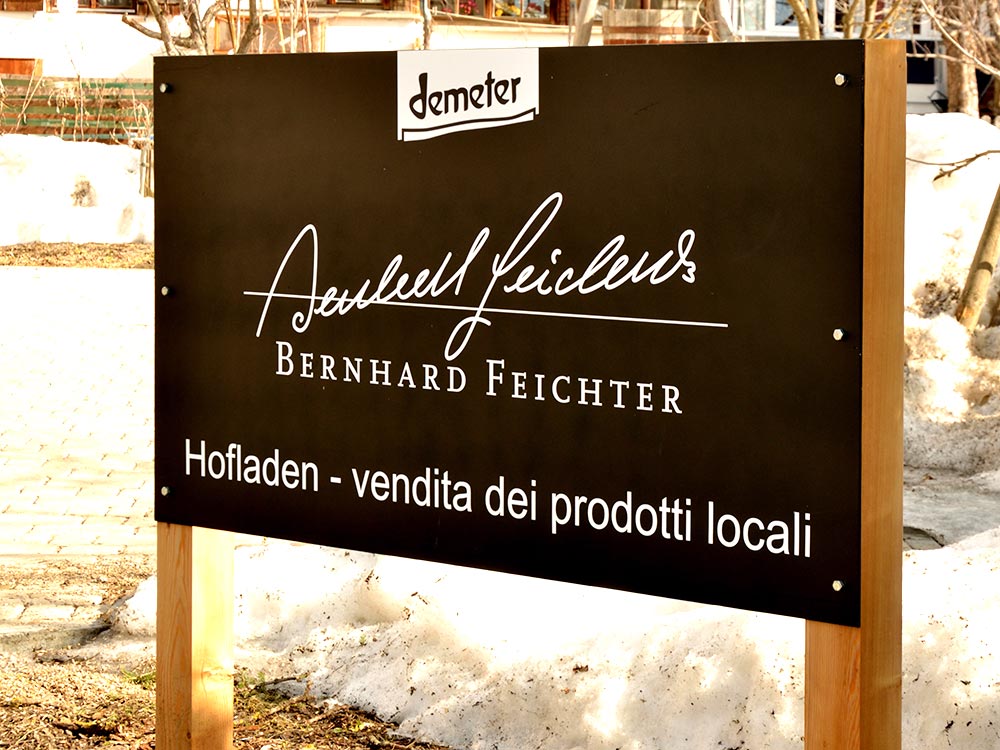 demeter
Bernhard Feichter
BERNHARD FEICHTER
Hofladen - vendita dei prodotti locali